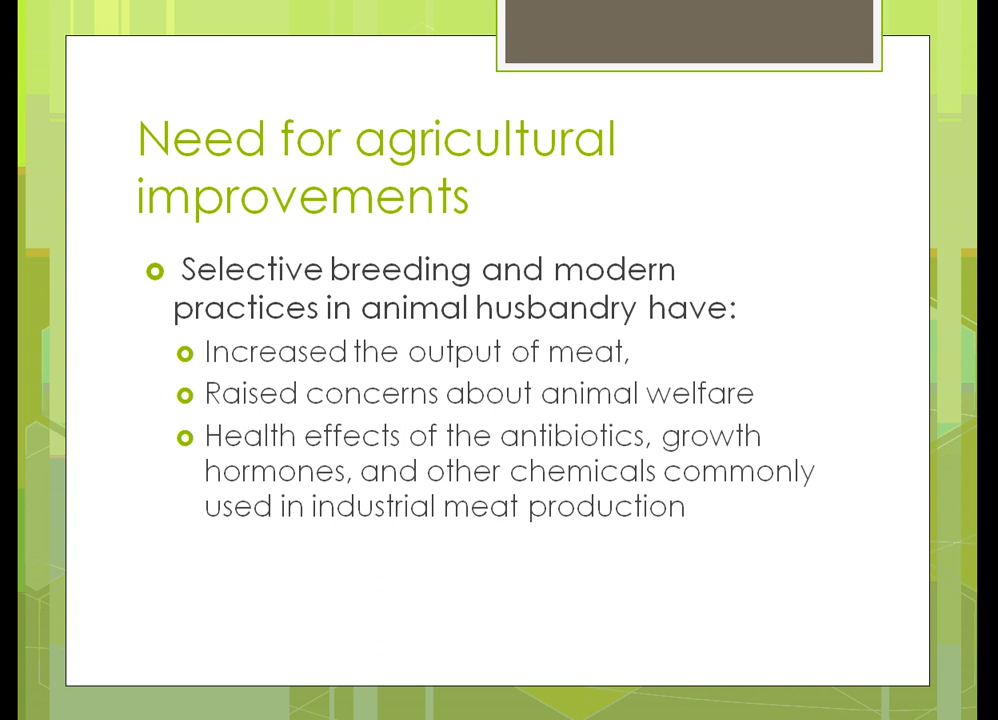 Need for agricultural
improvements
Selective breeding and modern
practices in animal husbandry have:
Increased the output of meat,
Raised concerns about animal welfare
Health effects of the antibiotics, growth
hormones, and other chemicals commonly
used in industrial meat production